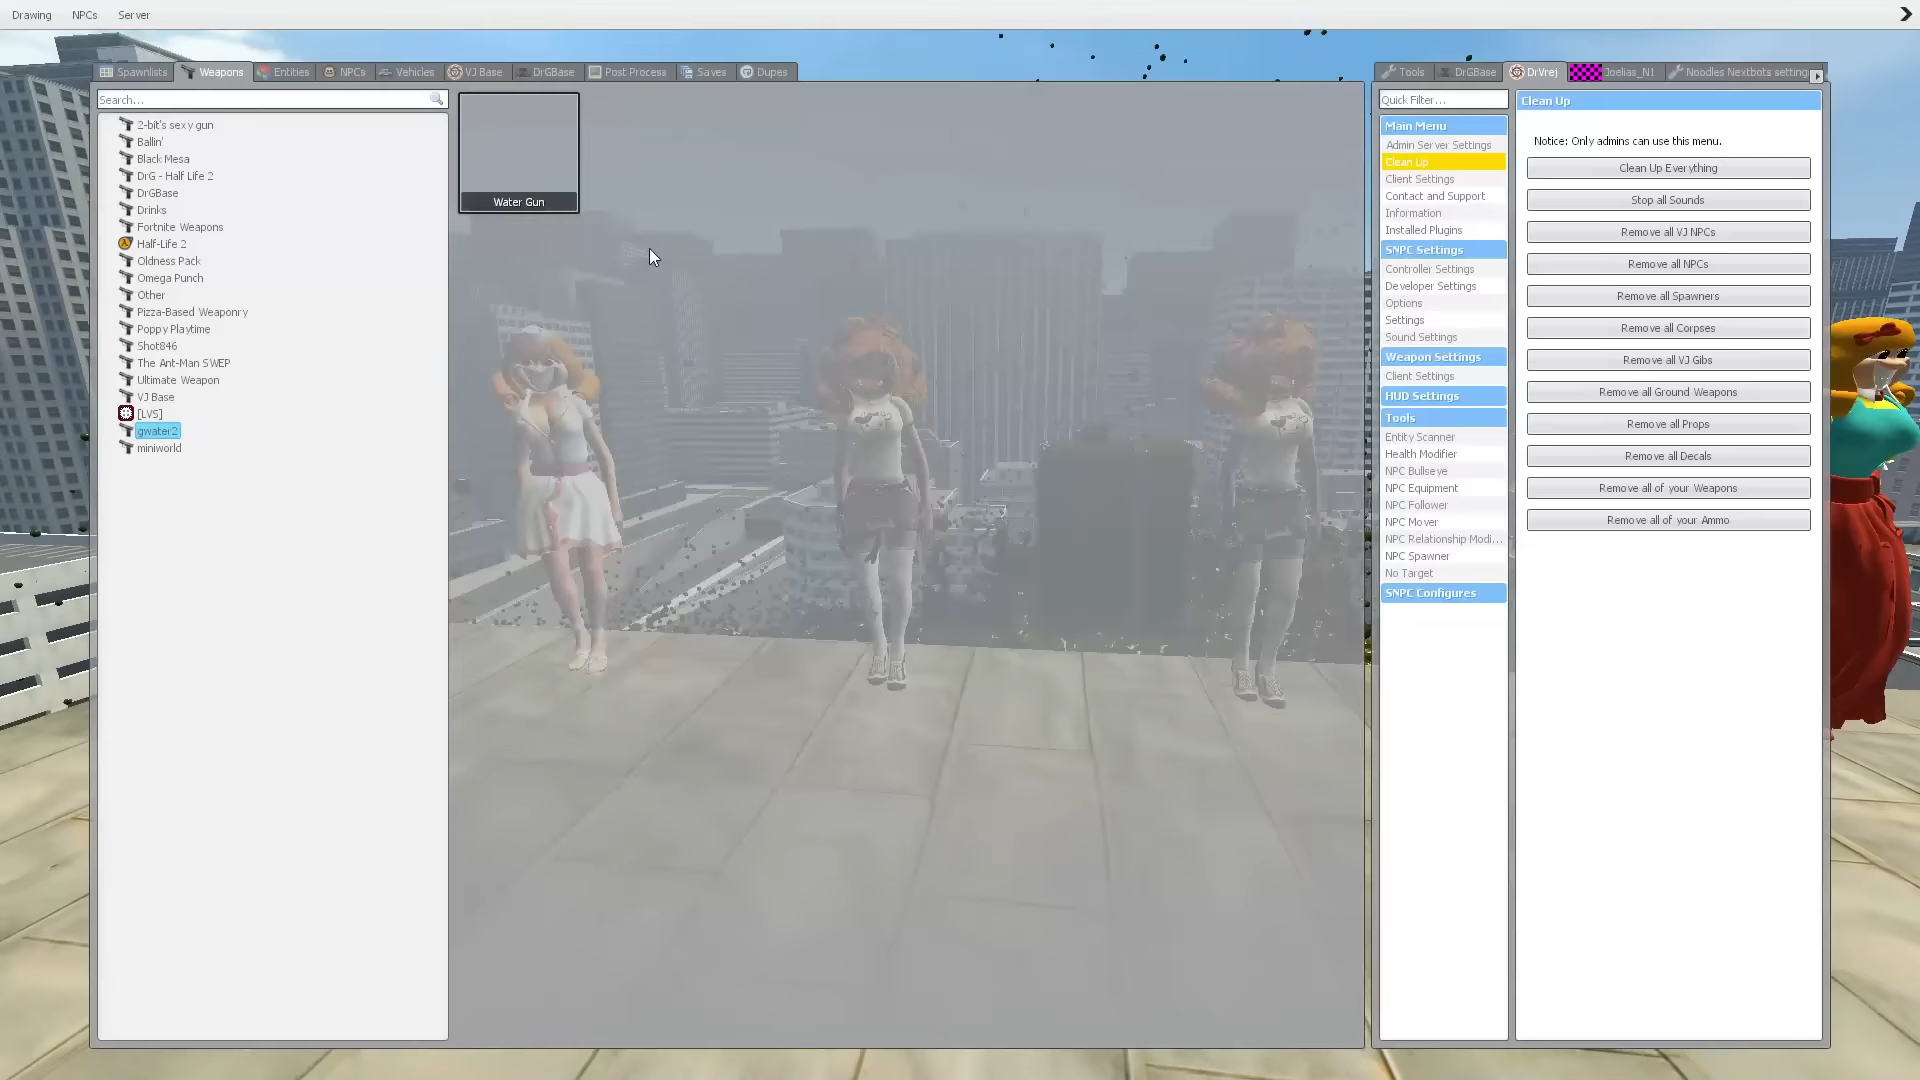 Drawing NPCs Server
Spawnlists Weapons Entities NPCs Vehicles VJ Base DrGBase Post Process Saves Dupes
Search...
2-bit's sexy gun
Ballin'
Black Mesa
DrG - Half Life 2
DrGBase
Drinks
Fortnite Weapons
Half-Life 2
Oldness Pack
Omega Punch
Other
Pizza-Based Weaponry
Poppy Playtime
Shot846
The Ant-Man SWEP
Ultimate Weapon
VJ Base
[LVS]
gwater2
miniworld
Water Gun
Tools DrGBase DrVrej Joelias_N1 Noodles Nextbots setting
Quick Filter...
Main Menu
Admin Server Settings
Clean Up
Client Settings
Contact and Support
Information
Installed Plugins
SNPC Settings
Controller Settings
Developer Settings
Options
Settings
Sound Settings
Weapon Settings
Client Settings
HUD Settings
Tools
Entity Scanner
Health Modifier
NPC Bullseye
NPC Equipment
NPC Follower
NPC Mover
NPC Relationship Modi...
NPC Spawner
No Target
SNPC Configures
Clean Up
Notice: Only admins can use this menu.
Clean Up Everything
Stop all Sounds
Remove all VJ NPCs
Remove all NPCs
Remove all Spawners
Remove all Corpses
Remove all VJ Gibs
Remove all Ground Weapons
Remove all Props
Remove all Decals
Remove all of your Weapons
Remove all of your Ammo